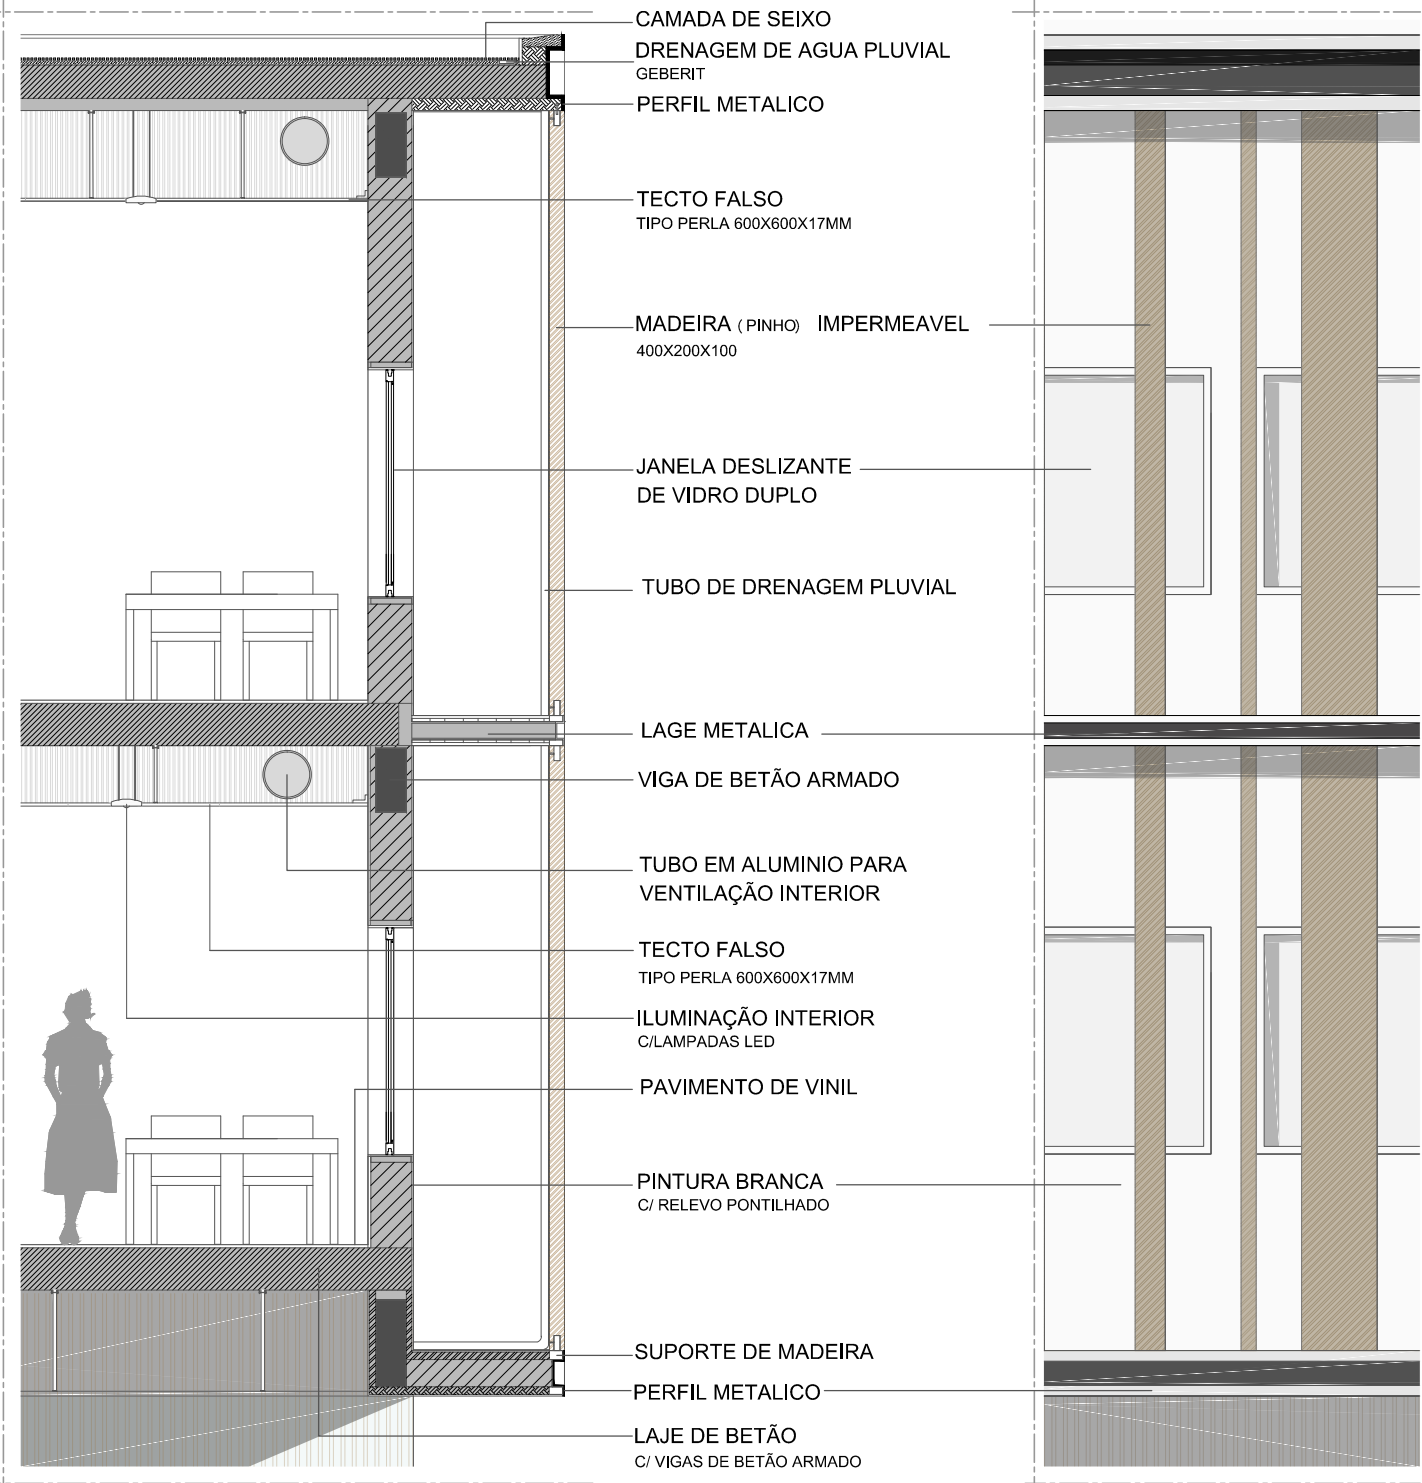 CAMADA DE SEIXO
DRENAGEM DE AGUA PLUVIAL
GEBERIT
PERFIL METALICO
TECTO FALSO
TIPO PERLA 600X600X17MM
MADEIRA ( PINHO) IMPERMEAVEL
400X200X100
JANELA DESLIZANTE
DE VIDRO DUPLO
TUBO DE DRENAGEM PLUVIAL
LAGE METALICA
VIGA DE BETÃO ARMADO
TUBO EM ALUMINIO PARA
VENTILAÇÃO INTERIOR
TECTO FALSO
TIPO PERLA 600X600X17MM
ILUMINAÇÃO INTERIOR
C/LAMPADAS LED
PAVIMENTO DE VINIL
PINTURA BRANCA
C/ RELEVO PONTILHADO
SUPORTE DE MADEIRA
PERFIL METALICO
LAJE DE BETÃO
C/ VIGAS DE BETÃO ARMADO